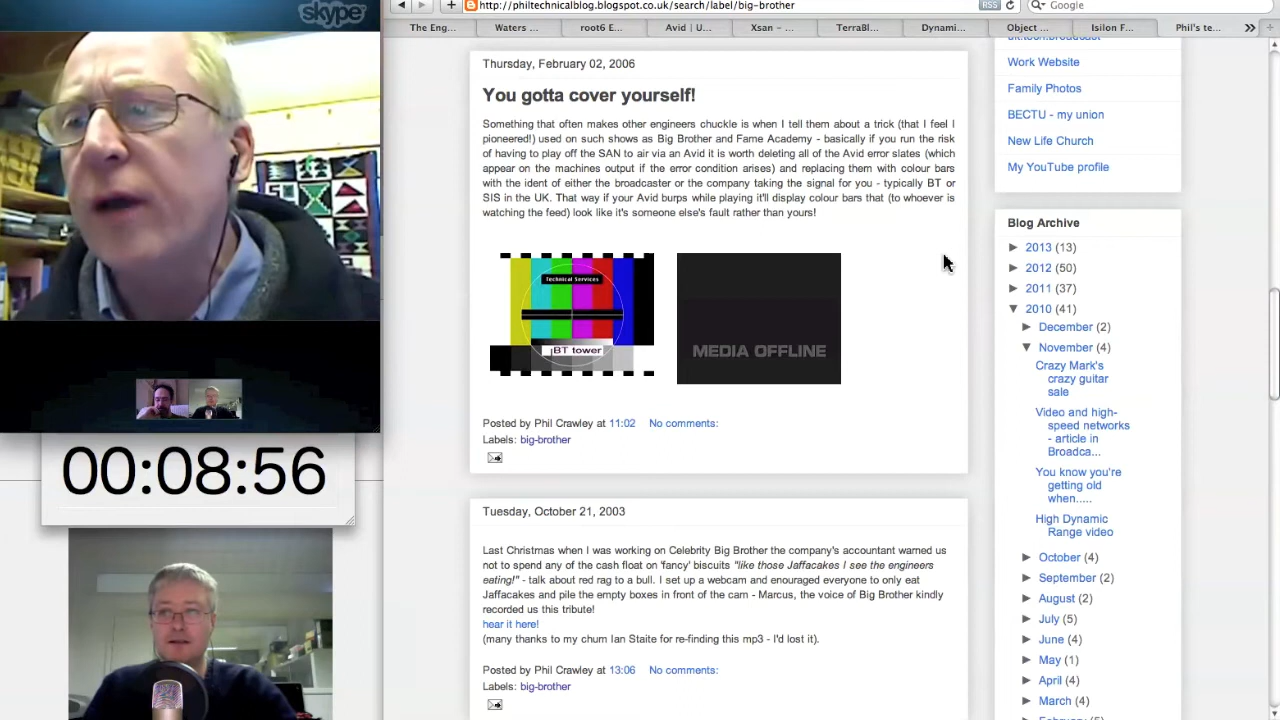 skype
http://philtechnicalblog.blogspot.co.uk/search/label/big-brother
RSS
Google
The Eng...
Waters ...
root6 E...
Avid | U...
Xsan - ...
TerraBl...
Dynami...
Object ...
Isilon F...
Phil's te...
00:08:56
Thursday, February 02, 2006
You gotta cover yourself!
Something that often makes other engineers chuckle is when I tell them about a trick (that I feel I
pioneered!) used on such shows as Big Brother and Fame Academy - basically if you run the risk
of having to play off the SAN to air via an Avid it is worth deleting all of the Avid error slates (which
appear on the machines output if the error condition arises) and replacing them with colour bars
with the ident of either the broadcaster or the company taking the signal for you - typically BT or
SIS in the UK. That way if your Avid burps while playing it'll display colour bars that (to whoever is
watching the feed) look like it's someone else's fault rather than yours!
Technical Services
BT tower
MEDIA OFFLINE
Posted by Phil Crawley at 11:02 No comments:
Labels: big-brother
Tuesday, October 21, 2003
Last Christmas when I was working on Celebrity Big Brother the company's accountant warned us
not to spend any of the cash float on 'fancy' biscuits "like those Jaffacakes I see the engineers
eating!" - talk about red rag to a bull. I set up a webcam and enouraged everyone to only eat
Jaffacakes and pile the empty boxes in front of the cam - Marcus, the voice of Big Brother kindly
recorded us this tribute!
hear it here!
(many thanks to my chum Ian Staite for re-finding this mp3 - I'd lost it).
Posted by Phil Crawley at 13:06 No comments:
Labels: big-brother
uk.tech.broadcast
Work Website
Family Photos
BECTU - my union
New Life Church
My YouTube profile
Blog Archive
► 2013 (13)
► 2012 (50)
► 2011 (37)
▼ 2010 (41)
► December (2)
▼ November (4)
Crazy Mark's
crazy guitar
sale
Video and high-
speed networks
- article in
Broadca...
You know you're
getting old
when.....
High Dynamic
Range video
► October (4)
► September (2)
► August (2)
► July (5)
► June (4)
► May (1)
► April (4)
► March (4)
► February (5)